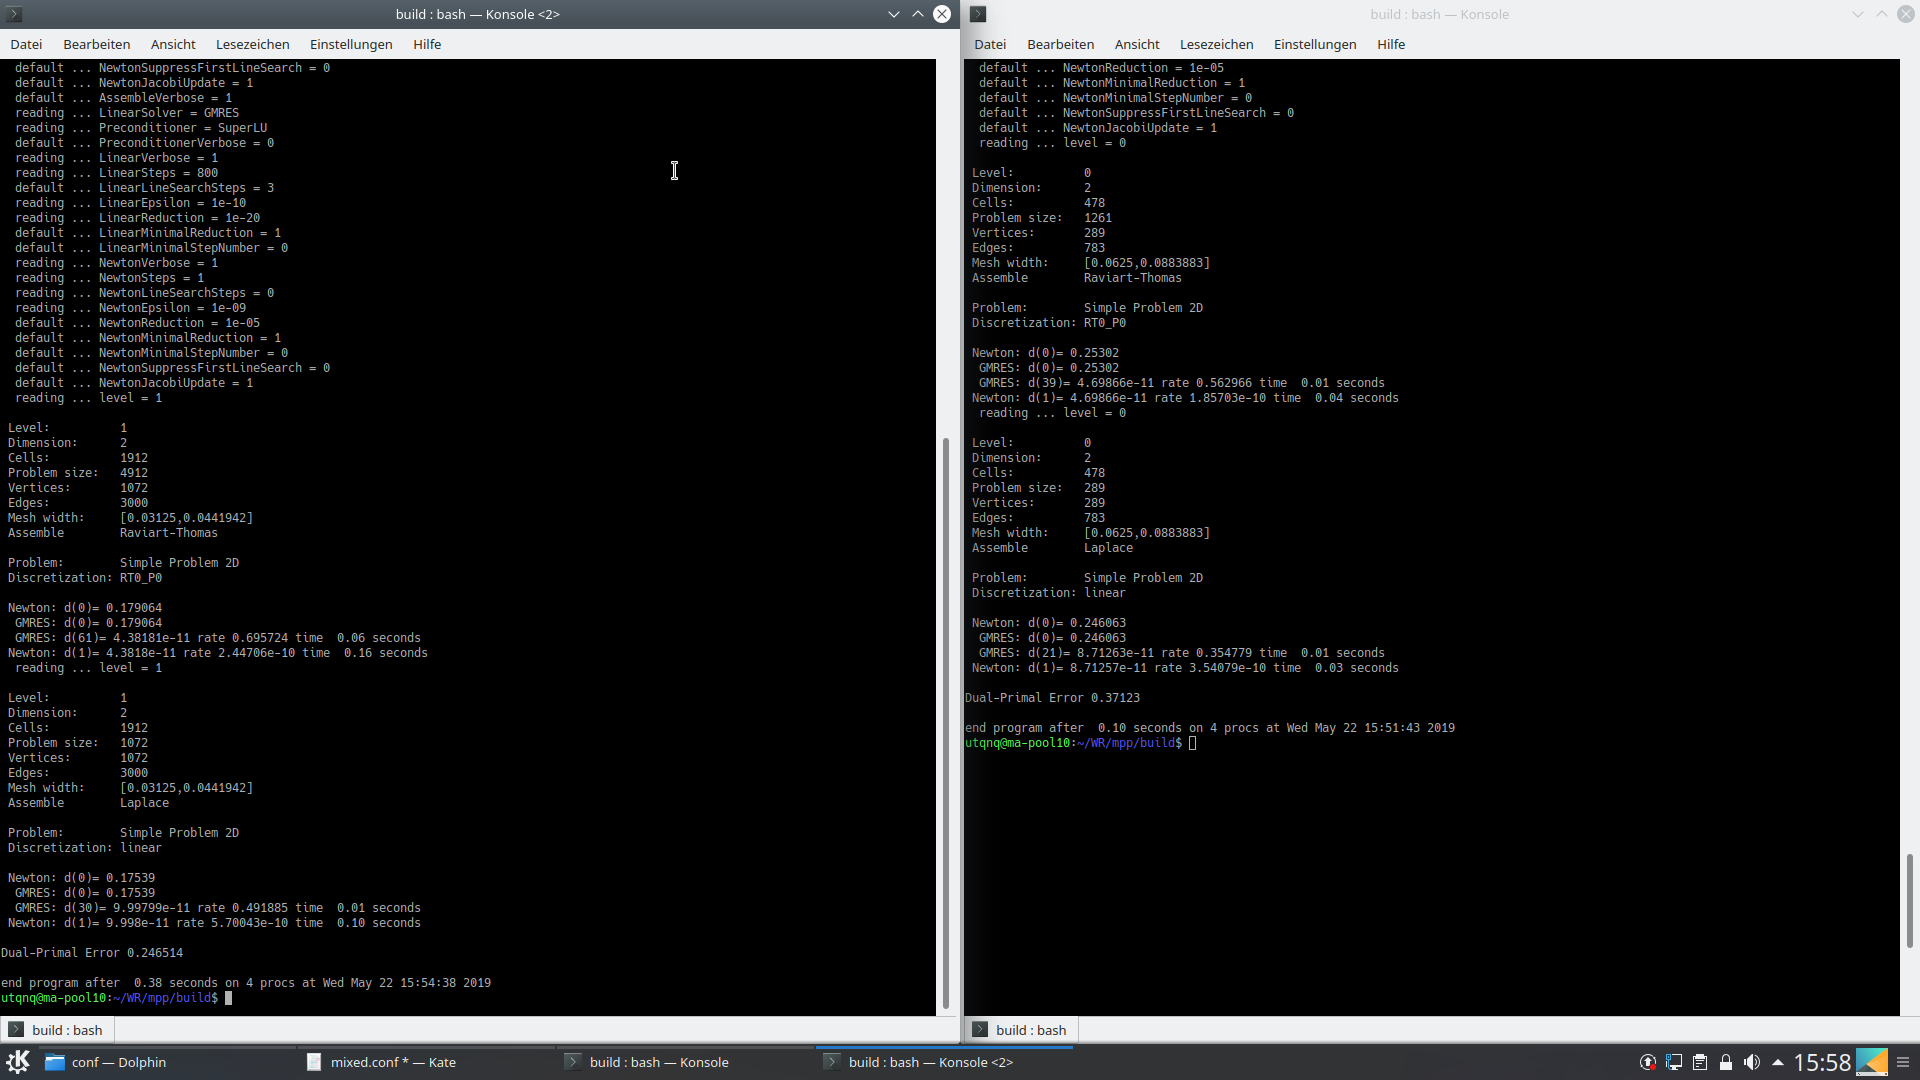 build : bash — Konsole <2>
Datei Bearbeiten Ansicht Lesezeichen Einstellungen Hilfe
default ... NewtonSuppressFirstLineSearch = 0
default ... NewtonJacobiUpdate = 1
default ... AssembleVerbose = 1
reading ... LinearSolver = GMRES
reading ... Preconditioner = SuperLU
default ... PreconditionerVerbose = 0
reading ... LinearVerbose = 1
reading ... LinearSteps = 800
default ... LinearLineSearchSteps = 3
reading ... LinearEpsilon = 1e-10
reading ... LinearReduction = 1e-20
default ... LinearMinimalReduction = 1
default ... LinearMinimalStepNumber = 0
reading ... NewtonVerbose = 1
reading ... NewtonSteps = 1
reading ... NewtonLineSearchSteps = 0
reading ... NewtonEpsilon = 1e-09
default ... NewtonReduction = 1e-05
default ... NewtonMinimalReduction = 1
default ... NewtonMinimalStepNumber = 0
default ... NewtonSuppressFirstLineSearch = 0
default ... NewtonJacobiUpdate = 1
reading ... level = 1
Level: 1
Dimension: 2
Cells: 1912
Problem size: 4912
Vertices: 1072
Edges: 3000
Mesh width: [0.03125,0.0441942]
Assemble Raviart-Thomas
Problem: Simple Problem 2D
Discretization: RT0_P0
Newton: d(0)= 0.179064
GMRES: d(0)= 0.179064
GMRES: d(61)= 4.38181e-11 rate 0.695724 time 0.06 seconds
Newton: d(1)= 4.3818e-11 rate 2.44706e-10 time 0.16 seconds
reading ... level = 1
Level: 1
Dimension: 2
Cells: 1912
Problem size: 1072
Vertices: 1072
Edges: 3000
Mesh width: [0.03125,0.0441942]
Assemble Laplace
Problem: Simple Problem 2D
Discretization: linear
Newton: d(0)= 0.17539
GMRES: d(0)= 0.17539
GMRES: d(30)= 9.99799e-11 rate 0.491885 time 0.01 seconds
Newton: d(1)= 9.998e-11 rate 5.70043e-10 time 0.10 seconds
Dual-Primal Error 0.246514
end program after 0.38 seconds on 4 procs at Wed May 22 15:54:38 2019
utqnq@ma-pool10:~/WR/mpp/build$
build : bash
build : bash — Konsole
Datei Bearbeiten Ansicht Lesezeichen Einstellungen Hilfe
default ... NewtonReduction = 1e-05
default ... NewtonMinimalReduction = 1
default ... NewtonMinimalStepNumber = 0
default ... NewtonSuppressFirstLineSearch = 0
default ... NewtonJacobiUpdate = 1
reading ... level = 0
Level: 0
Dimension: 2
Cells: 478
Problem size: 1261
Vertices: 289
Edges: 783
Mesh width: [0.0625,0.0883883]
Assemble Raviart-Thomas
Problem: Simple Problem 2D
Discretization: RT0_P0
Newton: d(0)= 0.25302
GMRES: d(0)= 0.25302
GMRES: d(39)= 4.69866e-11 rate 0.562966 time 0.01 seconds
Newton: d(1)= 4.69866e-11 rate 1.85703e-10 time 0.04 seconds
reading ... level = 0
Level: 0
Dimension: 2
Cells: 478
Problem size: 289
Vertices: 289
Edges: 783
Mesh width: [0.0625,0.0883883]
Assemble Laplace
Problem: Simple Problem 2D
Discretization: linear
Newton: d(0)= 0.246063
GMRES: d(0)= 0.246063
GMRES: d(21)= 8.71263e-11 rate 0.354779 time 0.01 seconds
Newton: d(1)= 8.71257e-11 rate 3.54079e-10 time 0.03 seconds
Dual-Primal Error 0.37123
end program after 0.10 seconds on 4 procs at Wed May 22 15:51:43 2019
utqnq@ma-pool10:~/WR/mpp/build$
build : bash
conf — Dolphin
mixed.conf * — Kate
build : bash — Konsole
build : bash — Konsole <2>
15:58